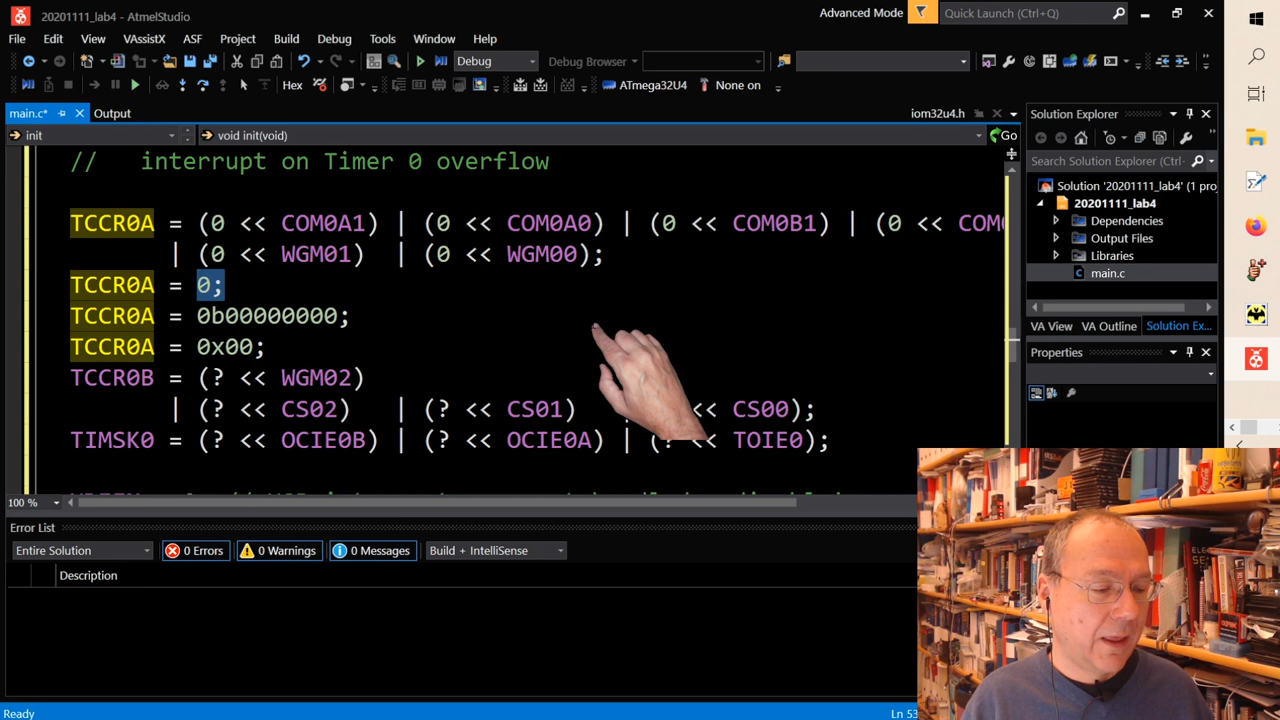 20201111_lab4 - AtmelStudio
Advanced Mode
Quick Launch (Ctrl+Q)
File Edit View VAssistX ASF Project Build Debug Tools Window Help
Debug
Debug Browser
Hex
ATmega32U4
None on
main.c*
Output
iom32u4.h
init
void init(void)
Go
// interrupt on Timer 0 overflow
TCCR0A = (0 << COM0A1) | (0 << COM0A0) | (0 << COM0B1) | (0 << COM
| (0 << WGM01) | (0 << WGM00);
TCCR0A = 0;
TCCR0A = 0b00000000;
TCCR0A = 0x00;
TCCR0B = (? << WGM02)
| (? << CS02) | (? << CS01) << CS00);
TIMSK0 = (? << OCIE0B) | (? << OCIE0A) | (? << TOIE0);
100 %
Solution Explorer
Search Solution Explorer (Ctrl-
Solution '20201111_lab4' (1 proj
20201111_lab4
Dependencies
Output Files
Libraries
main.c
VA View VA Outline Solution Ex...
Properties
Error List
Entire Solution
0 Errors
0 Warnings
0 Messages
Build + IntelliSense
Description
Ready
Ln 53